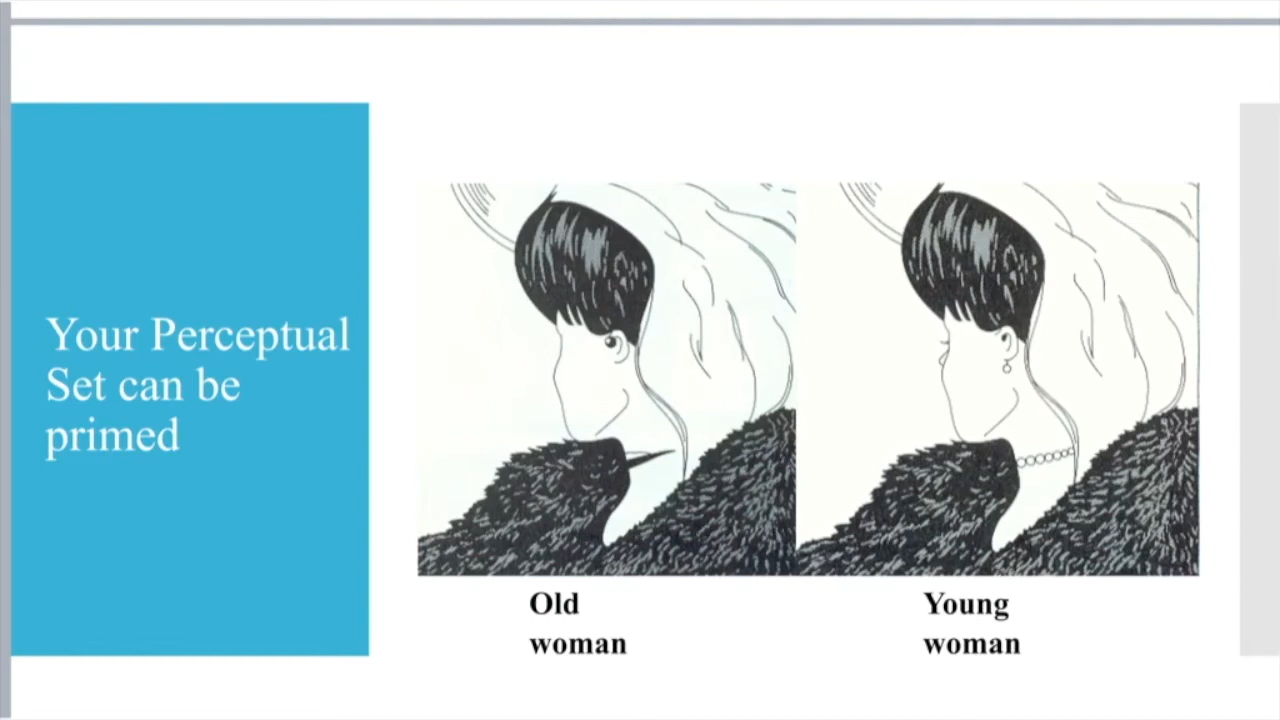 Your Perceptual
Set can be
primed
Old
woman
Young
woman